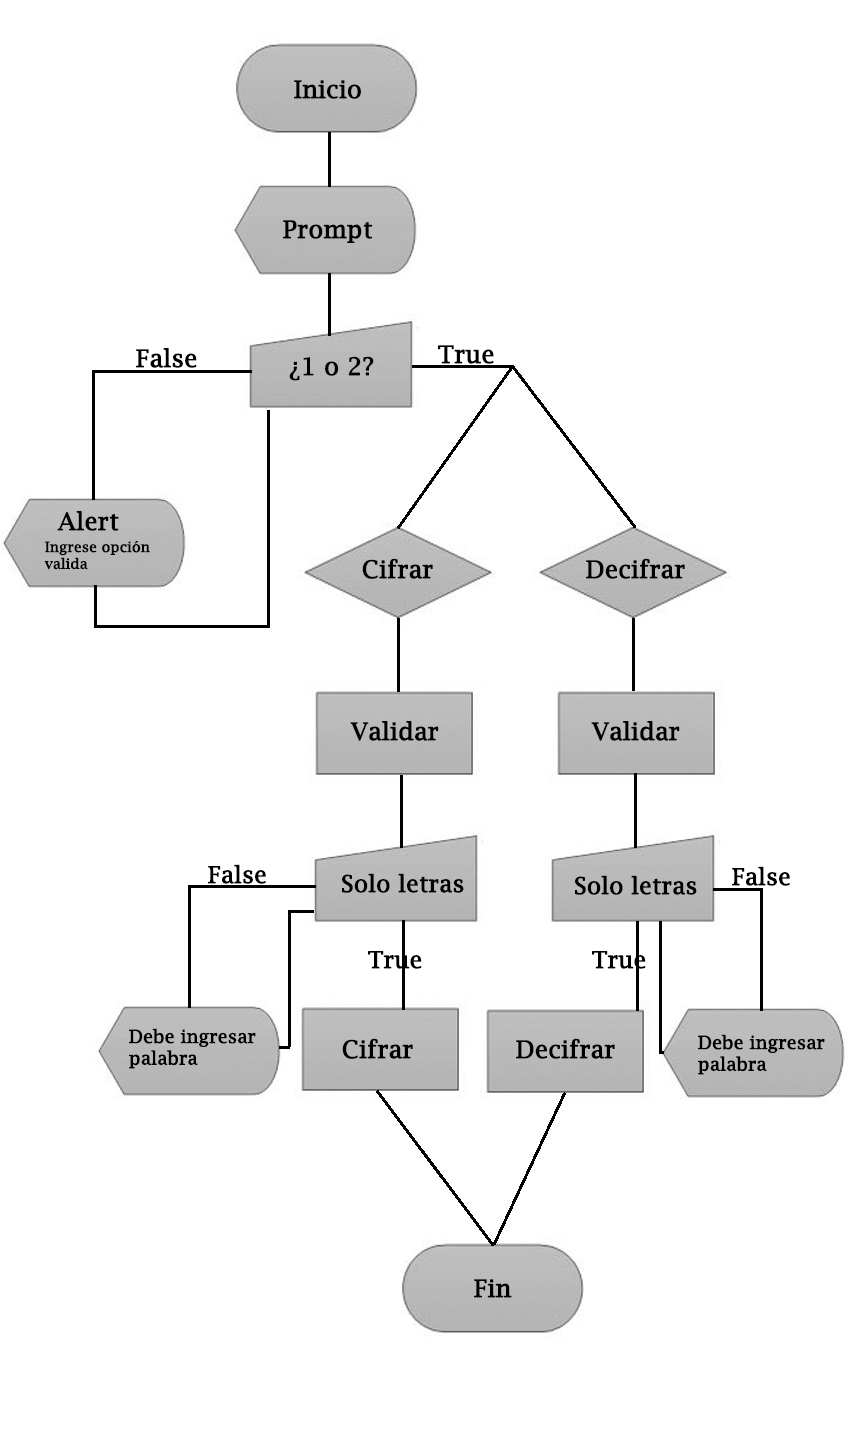 Inicio
Prompt
¿1 o 2?
False
True
Alert
Ingrese opción
valida
Cifrar
Decifrar
Validar
Validar
Solo letras
Solo letras
False
False
True
True
Debe ingresar
palabra
Cifrar
Decifrar
Debe ingresar
palabra
Fin